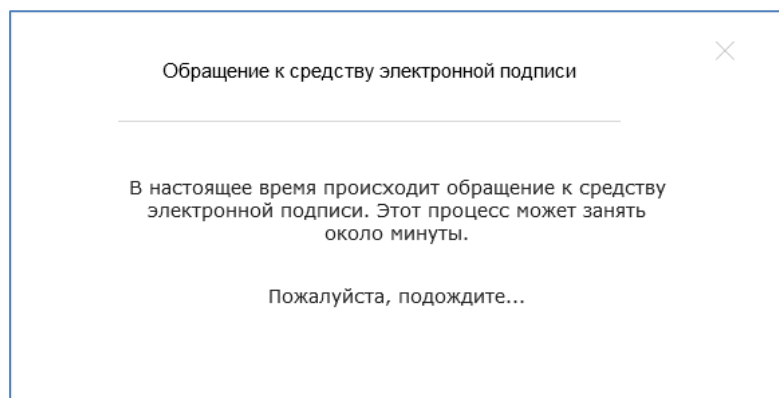 Обращение к средству электронной подписи
В настоящее время происходит обращение к средству
электронной подписи. Этот процесс может занять
около минуты.
Пожалуйста, подождите...